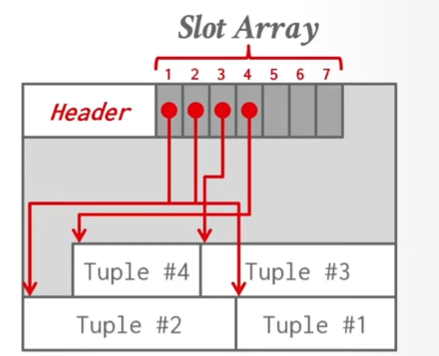 Slot Array
1 2 3 4 5 6 7
Header
Tuple #4 Tuple #3
Tuple #2 Tuple #1